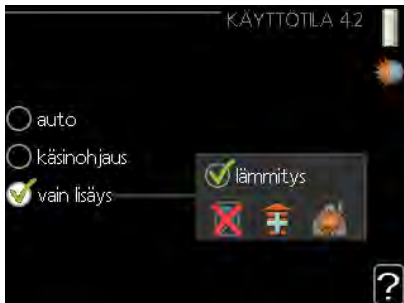 KÄYTTÖTILA 4.2
auto
käsinohjaus
vain lisäys
lämmitys
?